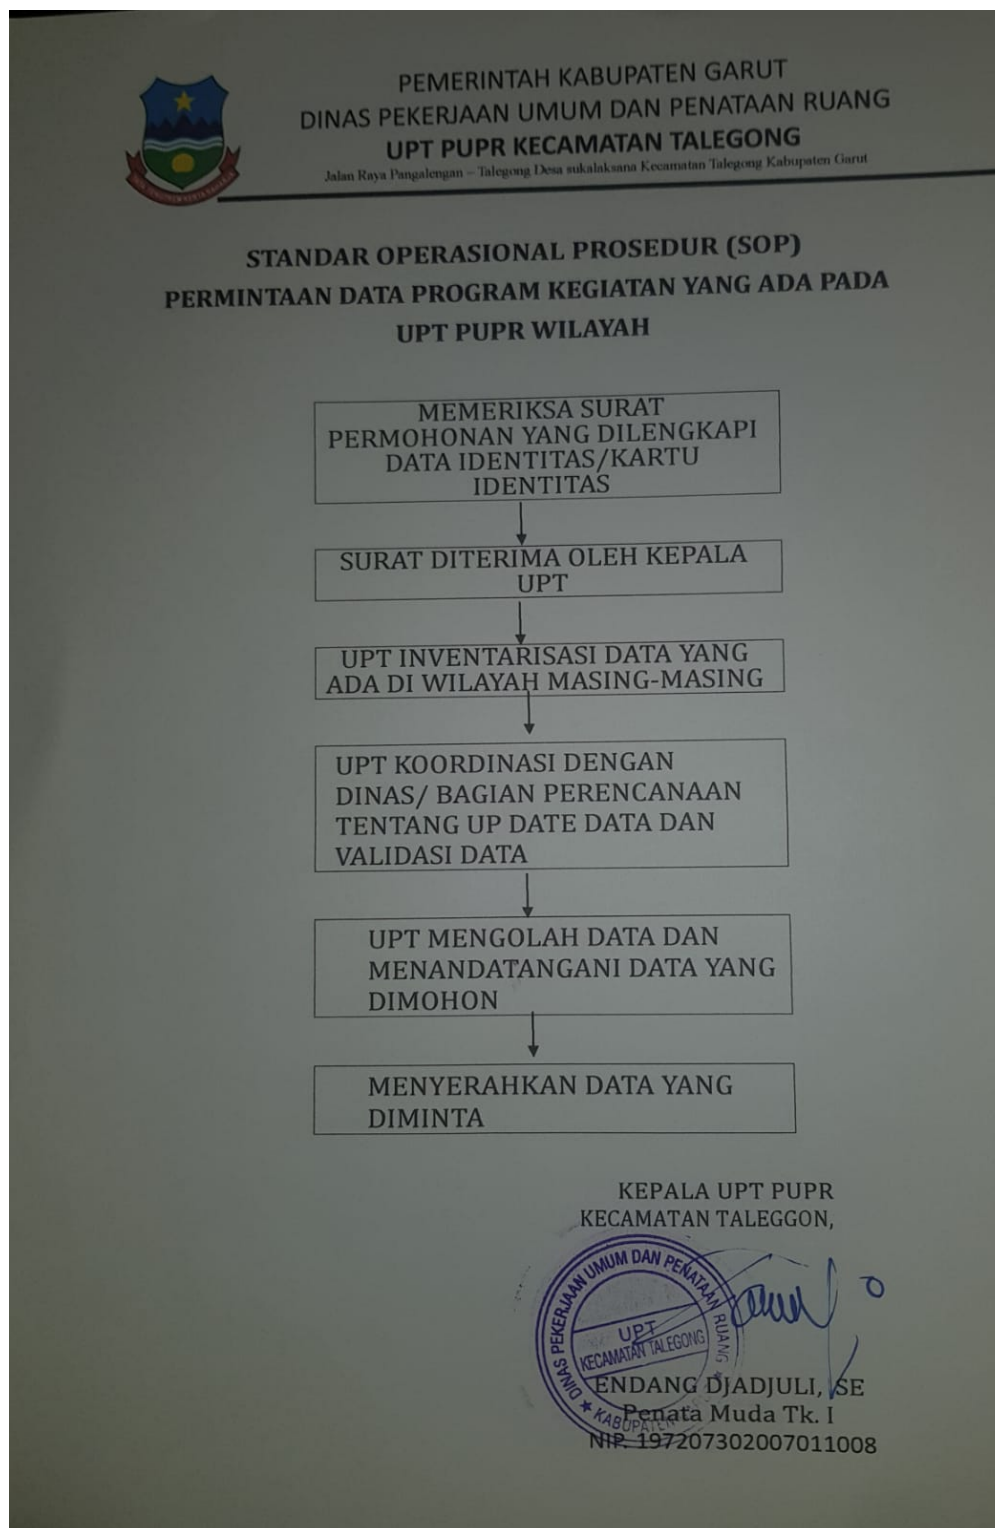 PEMERINTAH KABUPATEN GARUT
DINAS PEKERJAAN UMUM DAN PENATAAN RUANG
UPT PUPR KECAMATAN TALEGONG
Jalan Raya Pangalengan – Talegong Desa sukalaksana Kecamatan Talegong Kabupaten Garut
STANDAR OPERASIONAL PROSEDUR (SOP)
PERMINTAAN DATA PROGRAM KEGIATAN YANG ADA PADA
UPT PUPR WILAYAH
MEMERIKSA SURAT
PERMOHONAN YANG DILENGKAPI
DATA IDENTITAS/KARTU
IDENTITAS
SURAT DITERIMA OLEH KEPALA
UPT
UPT INVENTARISASI DATA YANG
ADA DI WILAYAH MASING-MASING
UPT KOORDINASI DENGAN
DINAS/ BAGIAN PERENCANAAN
TENTANG UP DATE DATA DAN
VALIDASI DATA
UPT MENGOLAH DATA DAN
MENANDATANGANI DATA YANG
DIMOHON
MENYERAHKAN DATA YANG
DIMINTA
KEPALA UPT PUPR
KECAMATAN TALEGGON,
DINAS PEKERJAAN UMUM DAN PENATAAN RUANG
UPT
KECAMATAN TALEGONG
KABUPATEN
ENDANG DJADJULI, SE
Penata Muda Tk. I
NIP. 197207302007011008